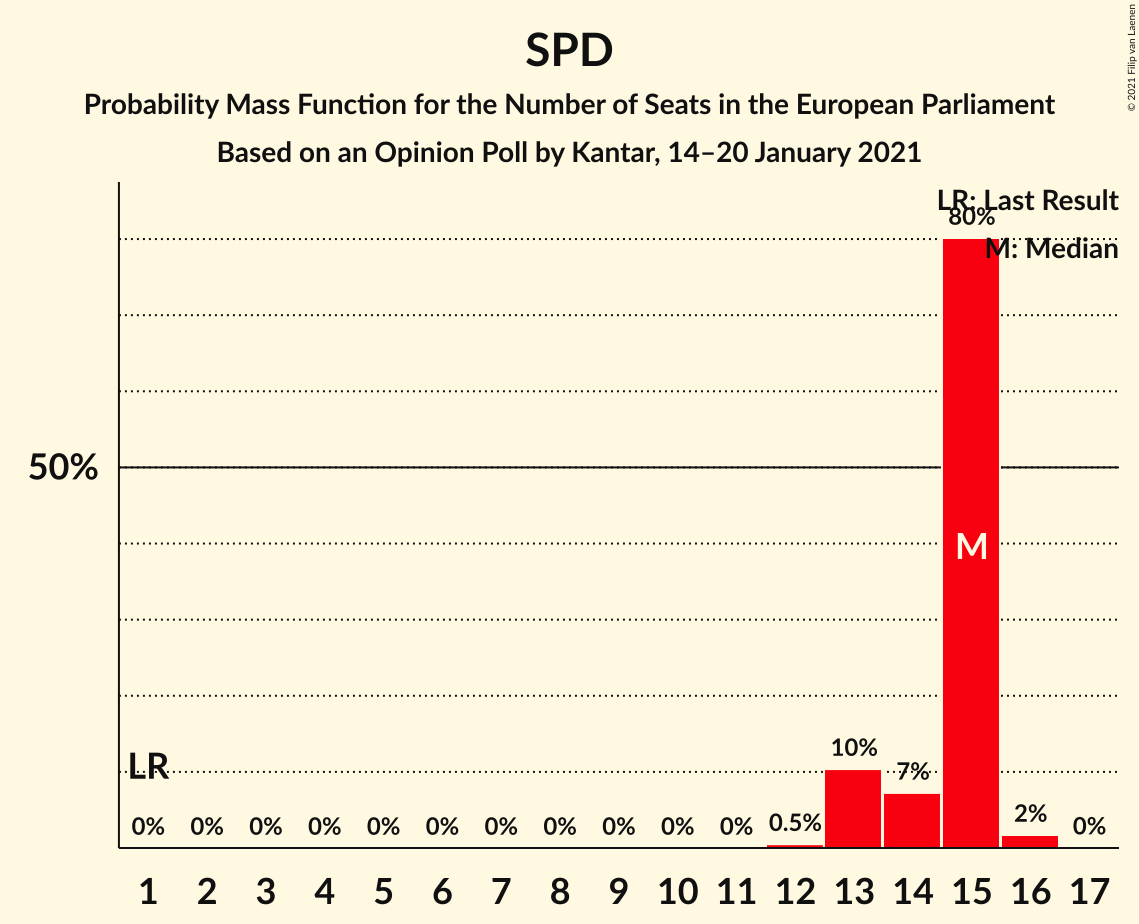 SPD
Probability Mass Function for the Number of Seats in the European Parliament
Based on an Opinion Poll by Kantar, 14–20 January 2021
© 2021 Filip van Laenen
LR: Last Result
M: Median
80%
50%
M
LR
10%
7%
0% 0% 0% 0% 0% 0% 0% 0% 0% 0% 0% 0.5% 2% 0%
1 2 3 4 5 6 7 8 9 10 11 12 13 14 15 16 17